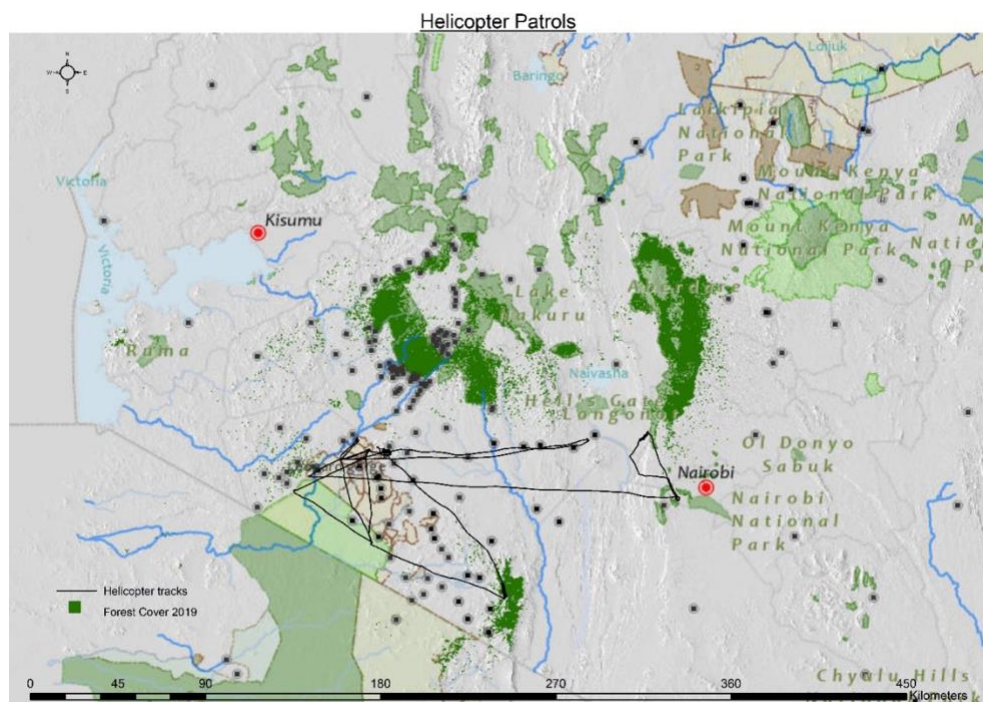 Helicopter Patrols
N
W
E
S
Loljuk
Baringo
Laikipia
National
Park
Victoria
Mount Kenya
National Park
Kisumu
Mount Kenya
National Park
Victoria
Aberdare
Lake
Nakuru
Ruma
Naivasha
Hell's Gate
Longonot
Ol Donyo
Sabuk
Nairobi
Nairobi
National
Park
Helicopter tracks
Forest Cover 2019
Chyulu Hills
0 45 90 180 270 360 450
Kilometers